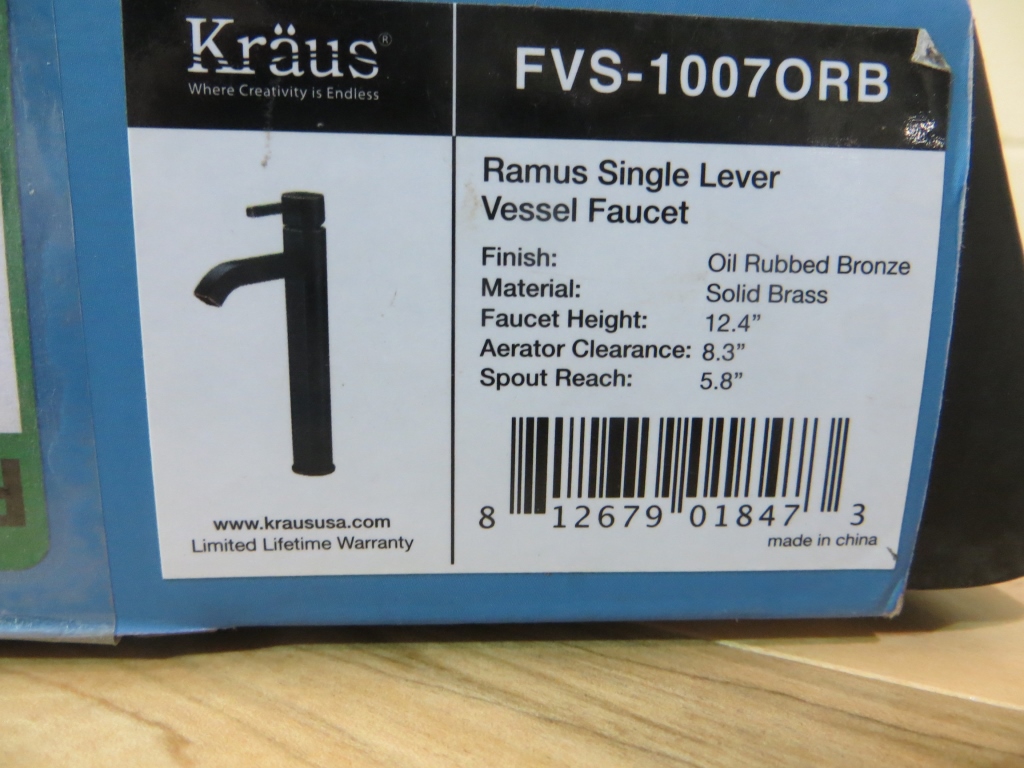 Kräus®
Where Creativity is Endless
FVS-1007ORB
Ramus Single Lever
Vessel Faucet
Finish: Oil Rubbed Bronze
Material: Solid Brass
Faucet Height: 12.4”
Aerator Clearance: 8.3”
Spout Reach: 5.8”
8 12679 01847 3
made in china
www.kraususa.com
Limited Lifetime Warranty